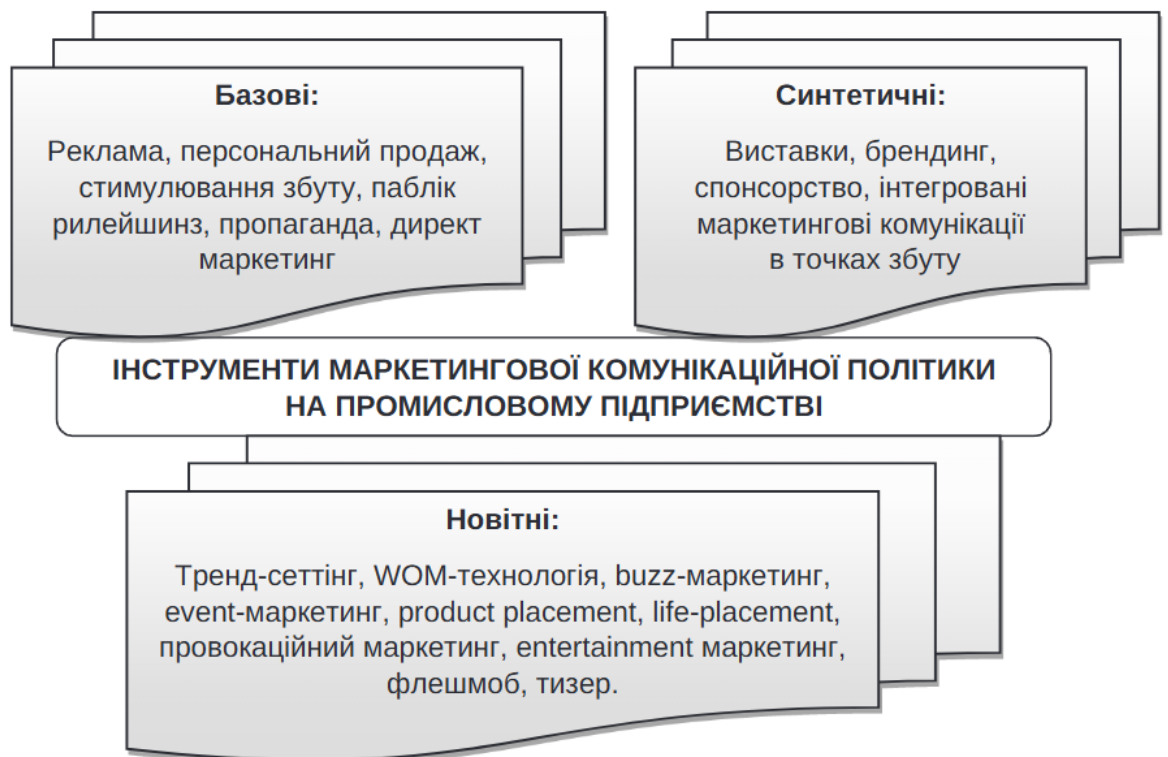 Базові:
Реклама, персональний продаж,
стимулювання збуту, паблік
рилейшинз, пропаганда, директ
маркетинг
Синтетичні:
Виставки, брендинг,
спонсорство, інтегровані
маркетингові комунікації
в точках збуту
ІНСТРУМЕНТИ МАРКЕТИНГОВОЇ КОМУНІКАЦІЙНОЇ ПОЛІТИКИ
НА ПРОМИСЛОВОМУ ПІДПРИЄМСТВІ
Новітні:
Тренд-сеттінг, WOM-технологія, buzz-маркетинг,
event-маркетинг, product placement, life-placement,
провокаційний маркетинг, entertainment маркетинг,
флешмоб, тизер.